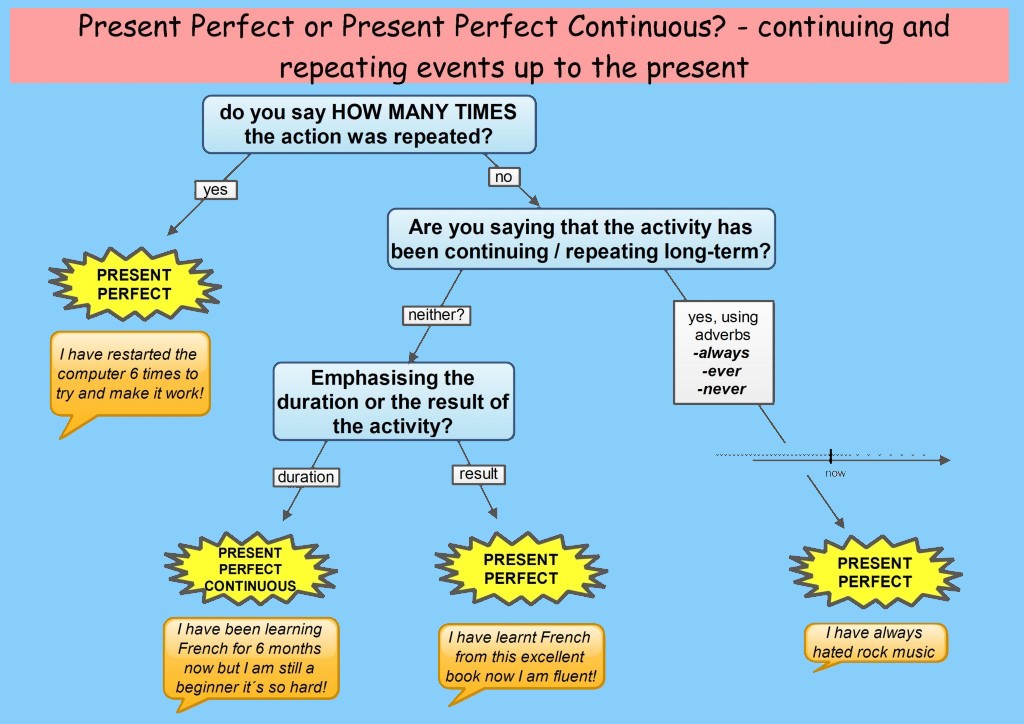 Present Perfect or Present Perfect Continuous? - continuing and
repeating events up to the present
do you say HOW MANY TIMES
the action was repeated?
yes
no
Are you saying that the activity has
been continuing / repeating long-term?
PRESENT
PERFECT
I have restarted the
computer 6 times to
try and make it work!
neither?
yes, using
adverbs
-always
-ever
-never
Emphasising the
duration or the result of
the activity?
duration
result
now
PRESENT
PERFECT
CONTINUOUS
PRESENT
PERFECT
PRESENT
PERFECT
I have been learning
French for 6 months
now but I am still a
beginner it´s so hard!
I have learnt French
from this excellent
book now I am fluent!
I have always
hated rock music